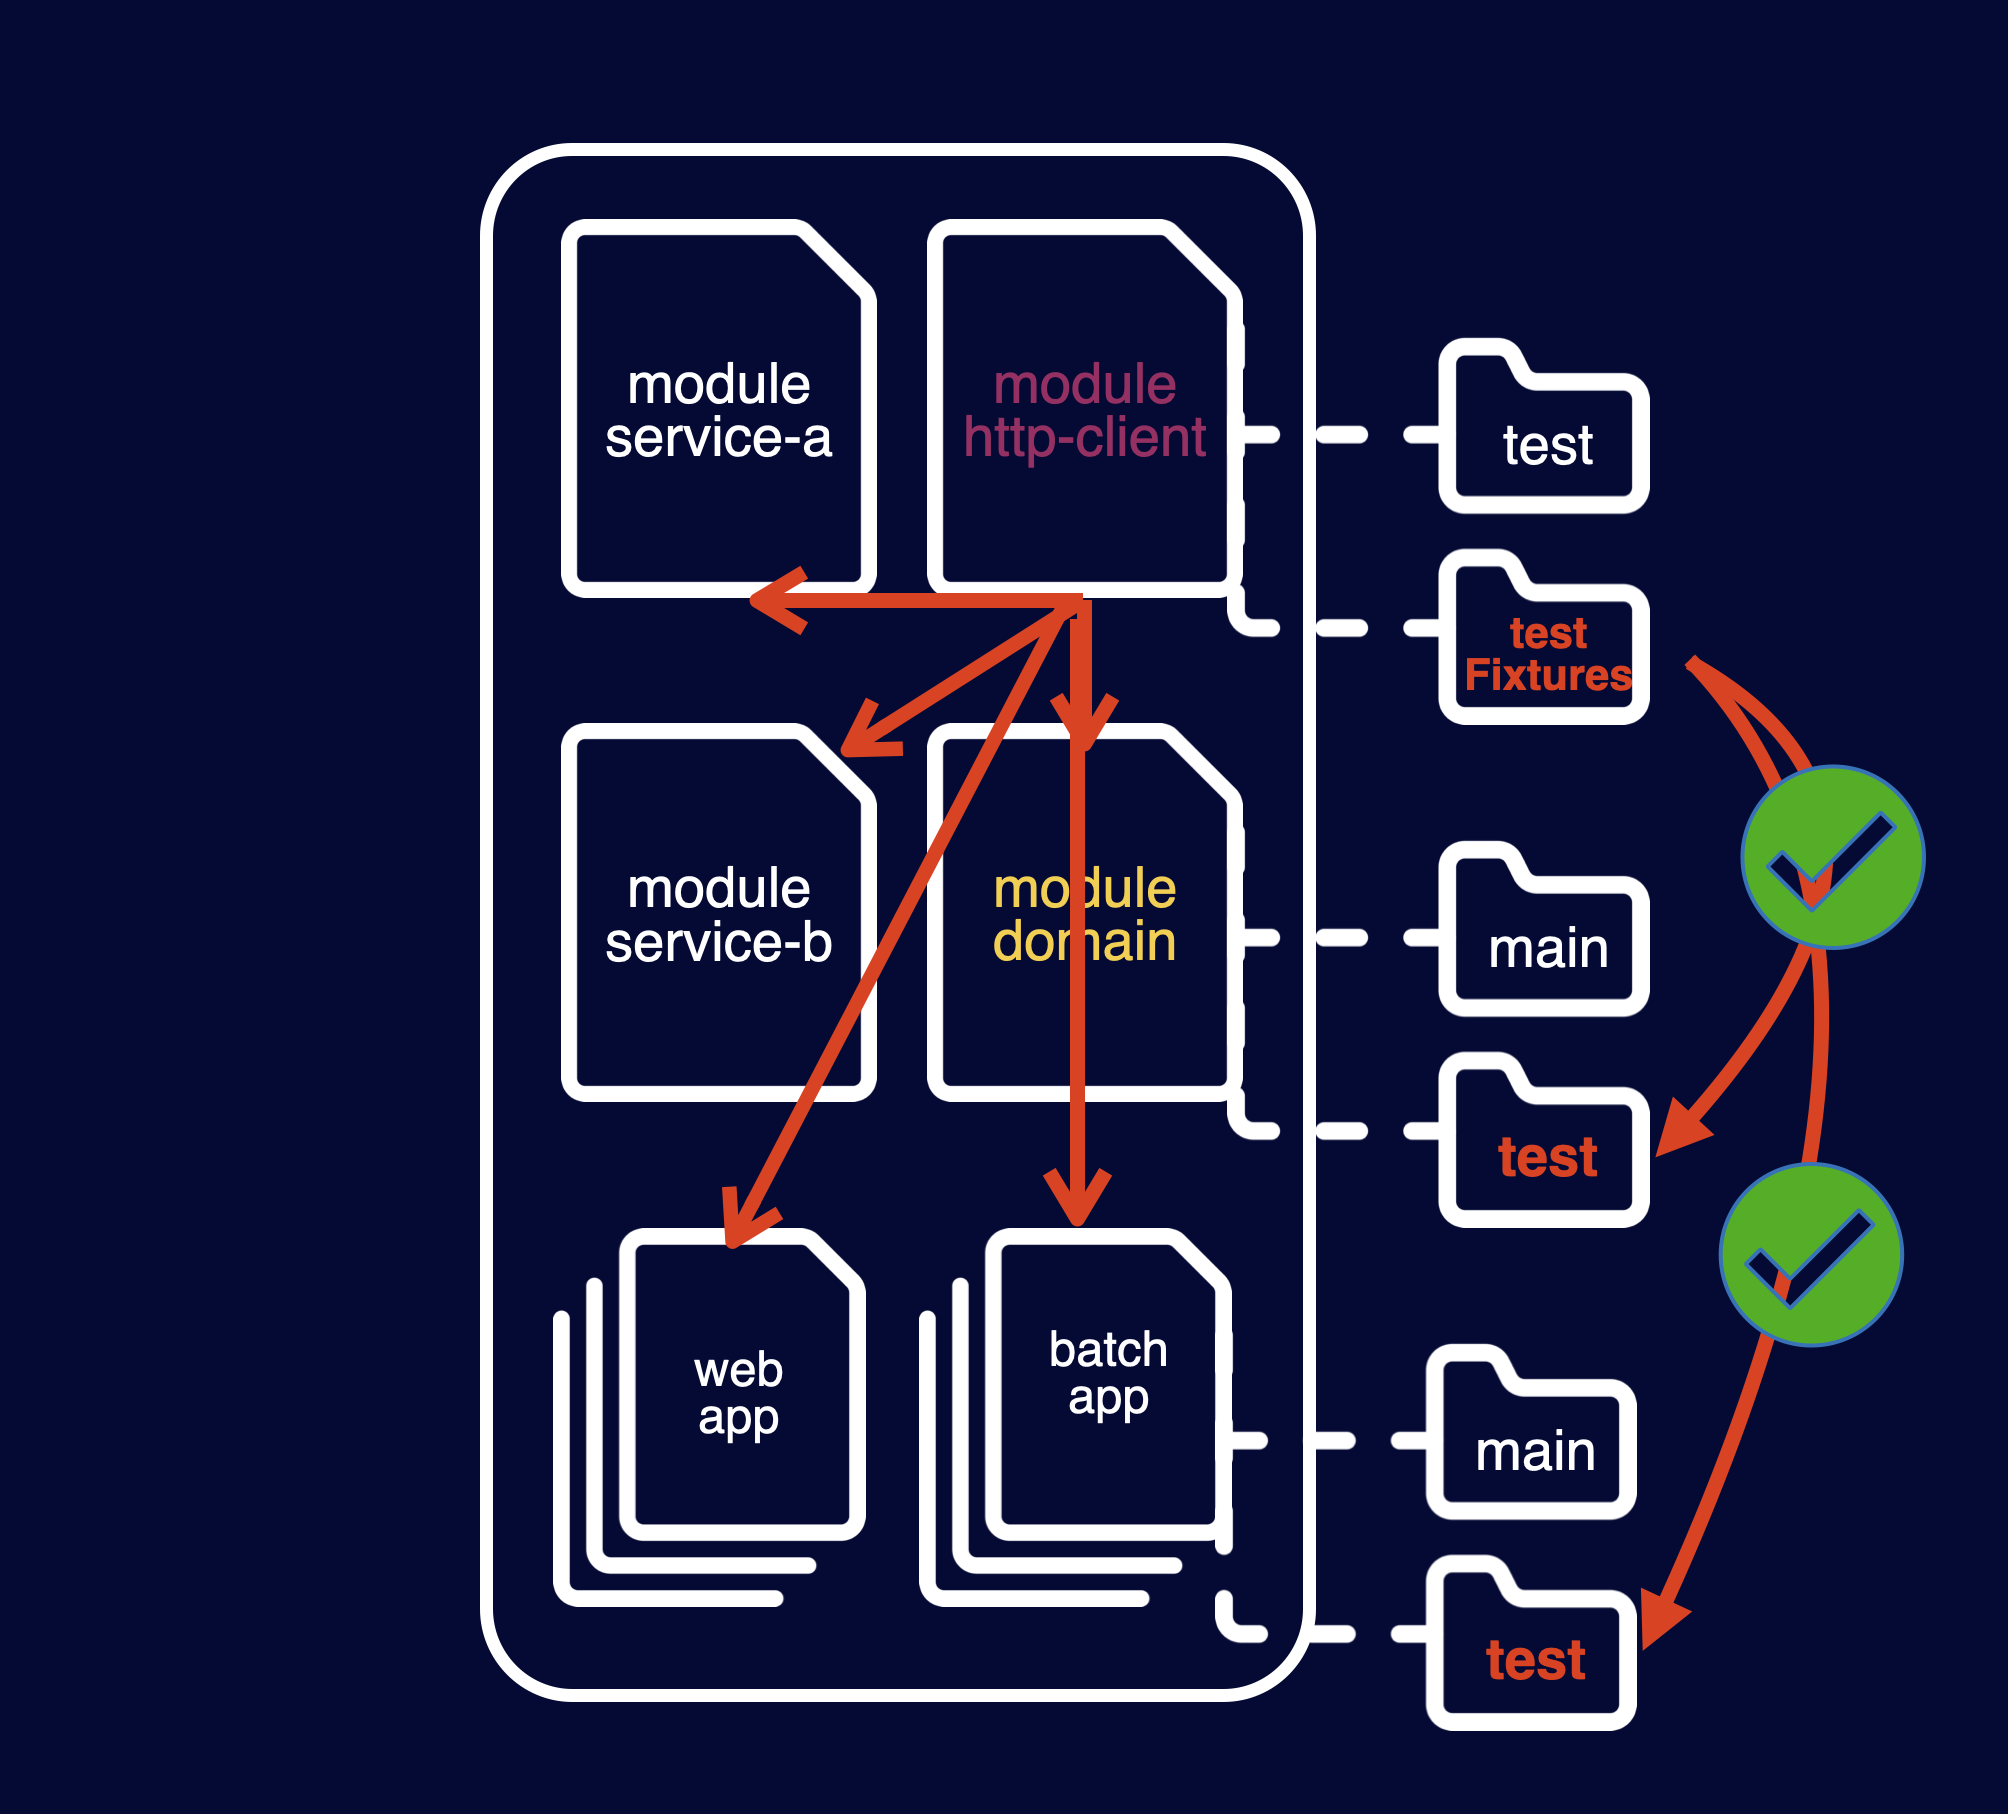 module
service-a
module
http-client
test
test
Fixtures
module
service-b
module
domain
main
test
web
app
batch
app
main
test